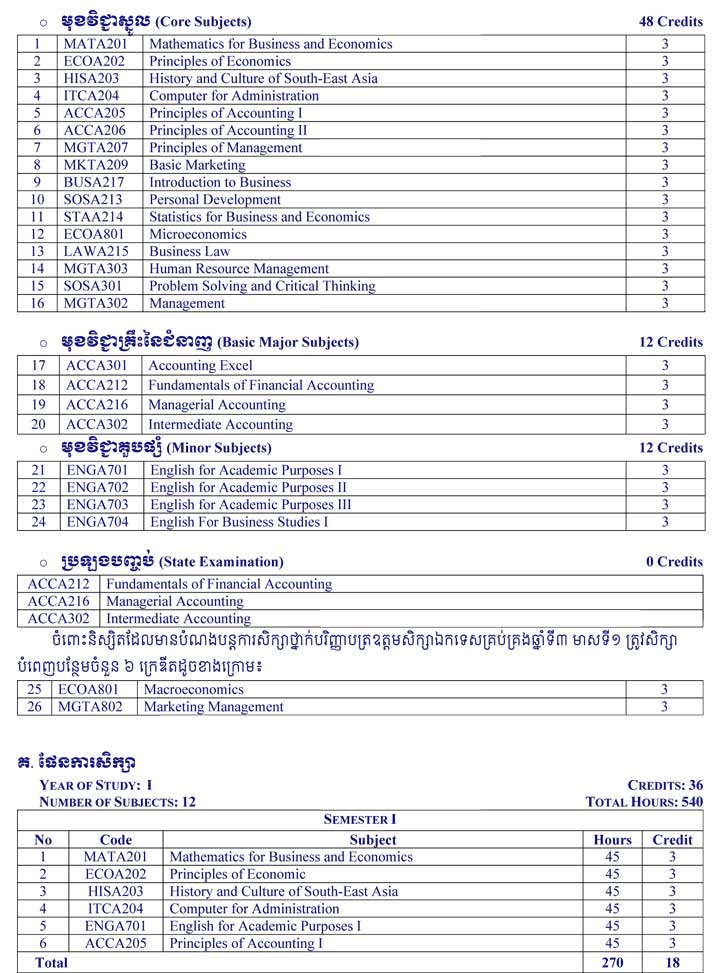 ○ មុខវិជ្ជាស្នូល (Core Subjects) 48 Credits
1 MATA201 Mathematics for Business and Economics 3
2 ECOA202 Principles of Economics 3
3 HISA203 History and Culture of South-East Asia 3
4 ITCA204 Computer for Administration 3
5 ACCA205 Principles of Accounting I 3
6 ACCA206 Principles of Accounting II 3
7 MGTA207 Principles of Management 3
8 MKTA209 Basic Marketing 3
9 BUSA217 Introduction to Business 3
10 SOSA213 Personal Development 3
11 STAA214 Statistics for Business and Economics 3
12 ECOA801 Microeconomics 3
13 LAWA215 Business Law 3
14 MGTA303 Human Resource Management 3
15 SOSA301 Problem Solving and Critical Thinking 3
16 MGTA302 Management 3
○ មុខវិជ្ជាគ្រឹះនៃជំនាញ (Basic Major Subjects) 12 Credits
17 ACCA301 Accounting Excel 3
18 ACCA212 Fundamentals of Financial Accounting 3
19 ACCA216 Managerial Accounting 3
20 ACCA302 Intermediate Accounting 3
○ មុខវិជ្ជាគួបផ្សំ (Minor Subjects) 12 Credits
21 ENGA701 English for Academic Purposes I 3
22 ENGA702 English for Academic Purposes II 3
23 ENGA703 English for Academic Purposes III 3
24 ENGA704 English For Business Studies I 3
○ ប្រឡងបញ្ចប់ (State Examination) 0 Credits
ACCA212 Fundamentals of Financial Accounting
ACCA216 Managerial Accounting
ACCA302 Intermediate Accounting
ចំពោះនិស្សិតដែលមានបំណងបន្តការសិក្សាថ្នាក់បរិញ្ញាបត្រឧត្តមសិក្សាឯកទេសគ្រប់គ្រងឆ្នាំទី៣ មាសទី១ ត្រូវសិក្សា
បំពេញបន្ថែមចំនួន ៦ ក្រេឌីតដូចខាងក្រោម៖
25 ECOA801 Macroeconomics 3
26 MGTA802 Marketing Management 3
គ. ផែនការសិក្សា
YEAR OF STUDY: I CREDITS: 36
NUMBER OF SUBJECTS: 12 TOTAL HOURS: 540
SEMESTER I
No Code Subject Hours Credit
1 MATA201 Mathematics for Business and Economics 45 3
2 ECOA202 Principles of Economic 45 3
3 HISA203 History and Culture of South-East Asia 45 3
4 ITCA204 Computer for Administration 45 3
5 ENGA701 English for Academic Purposes I 45 3
6 ACCA205 Principles of Accounting I 45 3
Total 270 18